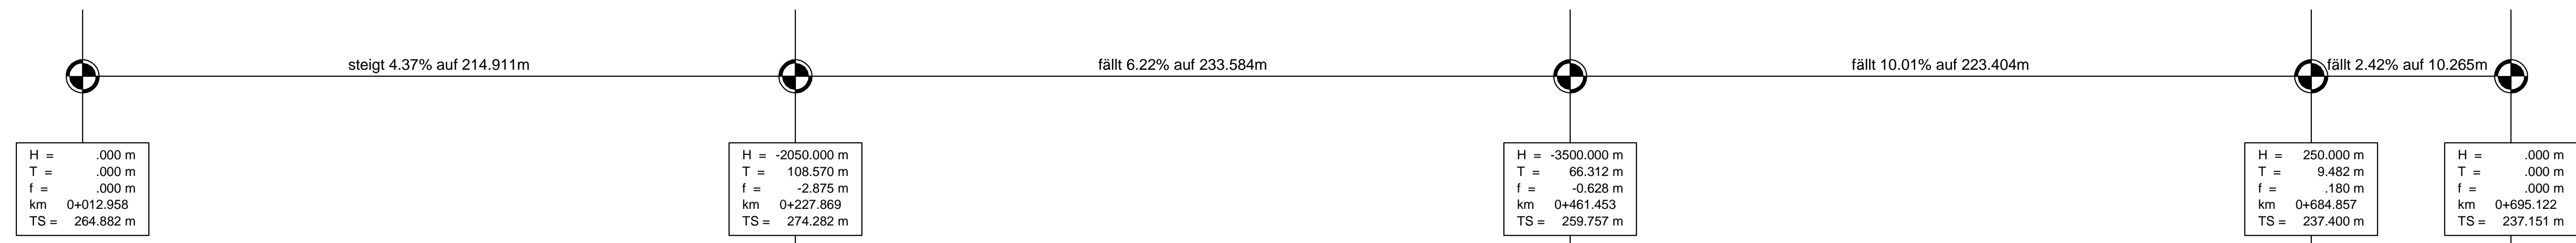 steigt 4.37% auf 214.911m
fällt 6.22% auf 233.584m
fällt 10.01% auf 223.404m
fällt 2.42% auf 10.265m
H = .000 m
T = .000 m
f = .000 m
km 0+012.958
TS = 264.882 m
H = -2050.000 m
T = 108.570 m
f = -2.875 m
km 0+227.869
TS = 274.282 m
H = -3500.000 m
T = 66.312 m
f = -0.628 m
km 0+461.453
TS = 259.757 m
H = 250.000 m
T = 9.482 m
f = .180 m
km 0+684.857
TS = 237.400 m
H = .000 m
T = .000 m
f = .000 m
km 0+695.122
TS = 237.151 m